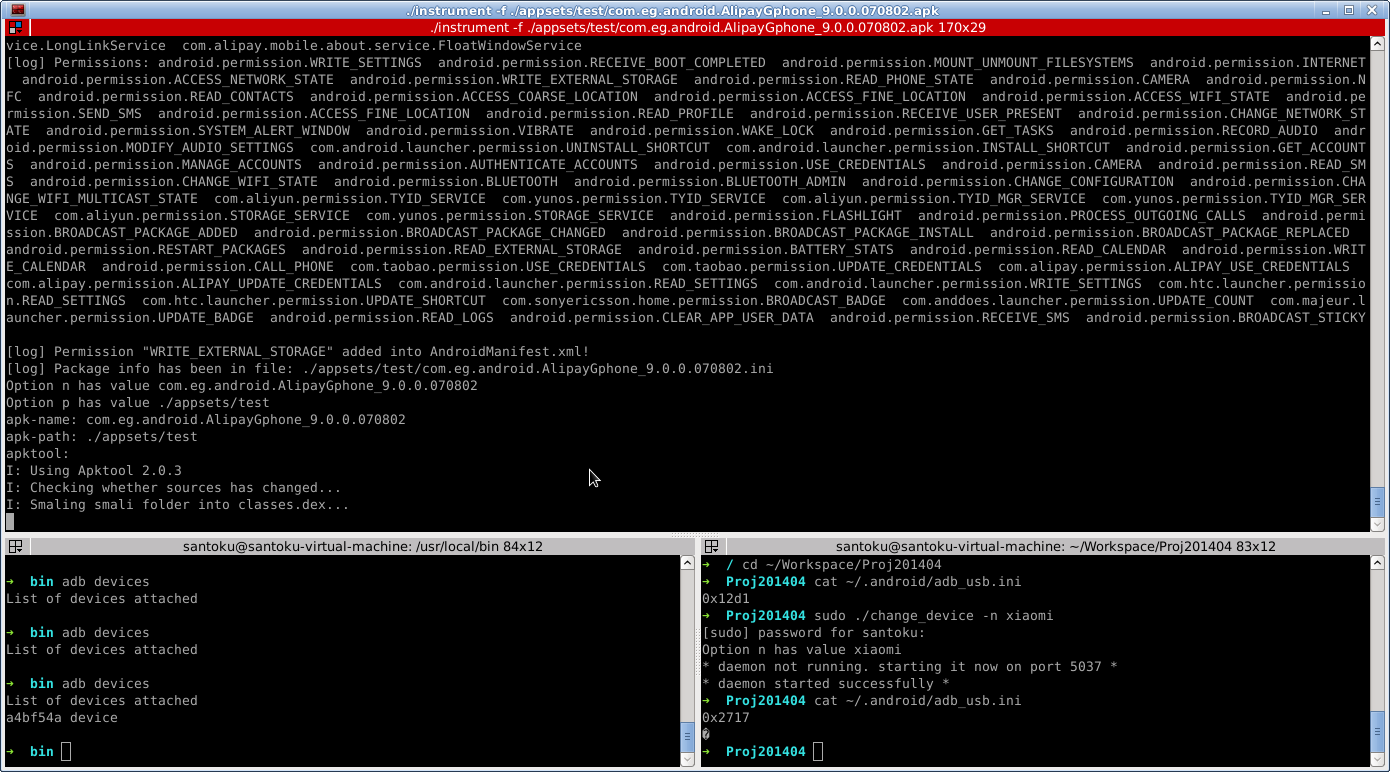 ./instrument -f ./appsets/test/com.eg.android.AlipayGphone_9.0.0.070802.apk
./instrument -f ./appsets/test/com.eg.android.AlipayGphone_9.0.0.070802.apk 170x29
vice.LongLinkService  com.alipay.mobile.about.service.FloatWindowService
[log] Permissions: android.permission.WRITE_SETTINGS  android.permission.RECEIVE_BOOT_COMPLETED  android.permission.MOUNT_UNMOUNT_FILESYSTEMS  android.permission.INTERNET
  android.permission.ACCESS_NETWORK_STATE  android.permission.WRITE_EXTERNAL_STORAGE  android.permission.READ_PHONE_STATE  android.permission.CAMERA  android.permission.N
FC  android.permission.READ_CONTACTS  android.permission.ACCESS_COARSE_LOCATION  android.permission.ACCESS_FINE_LOCATION  android.permission.ACCESS_WIFI_STATE  android.pe
rmission.SEND_SMS  android.permission.ACCESS_FINE_LOCATION  android.permission.READ_PROFILE  android.permission.RECEIVE_USER_PRESENT  android.permission.CHANGE_NETWORK_ST
ATE  android.permission.SYSTEM_ALERT_WINDOW  android.permission.VIBRATE  android.permission.WAKE_LOCK  android.permission.GET_TASKS  android.permission.RECORD_AUDIO  andr
oid.permission.MODIFY_AUDIO_SETTINGS  com.android.launcher.permission.UNINSTALL_SHORTCUT  com.android.launcher.permission.INSTALL_SHORTCUT  android.permission.GET_ACCOUNT
S  android.permission.MANAGE_ACCOUNTS  android.permission.AUTHENTICATE_ACCOUNTS  android.permission.USE_CREDENTIALS  android.permission.CAMERA  android.permission.READ_SM
S  android.permission.CHANGE_WIFI_STATE  android.permission.BLUETOOTH  android.permission.BLUETOOTH_ADMIN  android.permission.CHANGE_CONFIGURATION  android.permission.CHA
NGE_WIFI_MULTICAST_STATE  com.aliyun.permission.TYID_SERVICE  com.yunos.permission.TYID_SERVICE  com.aliyun.permission.TYID_MGR_SERVICE  com.yunos.permission.TYID_MGR_SER
VICE  com.aliyun.permission.STORAGE_SERVICE  com.yunos.permission.STORAGE_SERVICE  android.permission.FLASHLIGHT  android.permission.PROCESS_OUTGOING_CALLS  android.permi
ssion.BROADCAST_PACKAGE_ADDED  android.permission.BROADCAST_PACKAGE_CHANGED  android.permission.BROADCAST_PACKAGE_INSTALL  android.permission.BROADCAST_PACKAGE_REPLACED
android.permission.RESTART_PACKAGES  android.permission.READ_EXTERNAL_STORAGE  android.permission.BATTERY_STATS  android.permission.READ_CALENDAR  android.permission.WRIT
E_CALENDAR  android.permission.CALL_PHONE  com.taobao.permission.USE_CREDENTIALS  com.taobao.permission.UPDATE_CREDENTIALS  com.alipay.permission.ALIPAY_USE_CREDENTIALS
com.alipay.permission.ALIPAY_UPDATE_CREDENTIALS  com.android.launcher.permission.READ_SETTINGS  com.android.launcher.permission.WRITE_SETTINGS  com.htc.launcher.permissio
n.READ_SETTINGS  com.htc.launcher.permission.UPDATE_SHORTCUT  com.sonyericsson.home.permission.BROADCAST_BADGE  com.anddoes.launcher.permission.UPDATE_COUNT  com.majeur.l
auncher.permission.UPDATE_BADGE  android.permission.READ_LOGS  android.permission.CLEAR_APP_USER_DATA  android.permission.RECEIVE_SMS  android.permission.BROADCAST_STICKY
[log] Permission "WRITE_EXTERNAL_STORAGE" added into AndroidManifest.xml!
[log] Package info has been in file: ./appsets/test/com.eg.android.AlipayGphone_9.0.0.070802.ini
Option n has value com.eg.android.AlipayGphone_9.0.0.070802
Option p has value ./appsets/test
apk-name: com.eg.android.AlipayGphone_9.0.0.070802
apk-path: ./appsets/test
apktool:
I: Using Apktool 2.0.3
I: Checking whether sources has changed...
I: Smaling smali folder into classes.dex...
santoku@santoku-virtual-machine: /usr/local/bin 84x12
➜  bin adb devices
List of devices attached
➜  bin adb devices
List of devices attached
➜  bin adb devices
List of devices attached
a4bf54a device
➜  bin
santoku@santoku-virtual-machine: ~/Workspace/Proj201404 83x12
➜  / cd ~/Workspace/Proj201404
➜  Proj201404 cat ~/.android/adb_usb.ini
0x12d1
➜  Proj201404 sudo ./change_device -n xiaomi
[sudo] password for santoku:
Option n has value xiaomi
* daemon not running. starting it now on port 5037 *
* daemon started successfully *
➜  Proj201404 cat ~/.android/adb_usb.ini
0x2717
�
➜  Proj201404